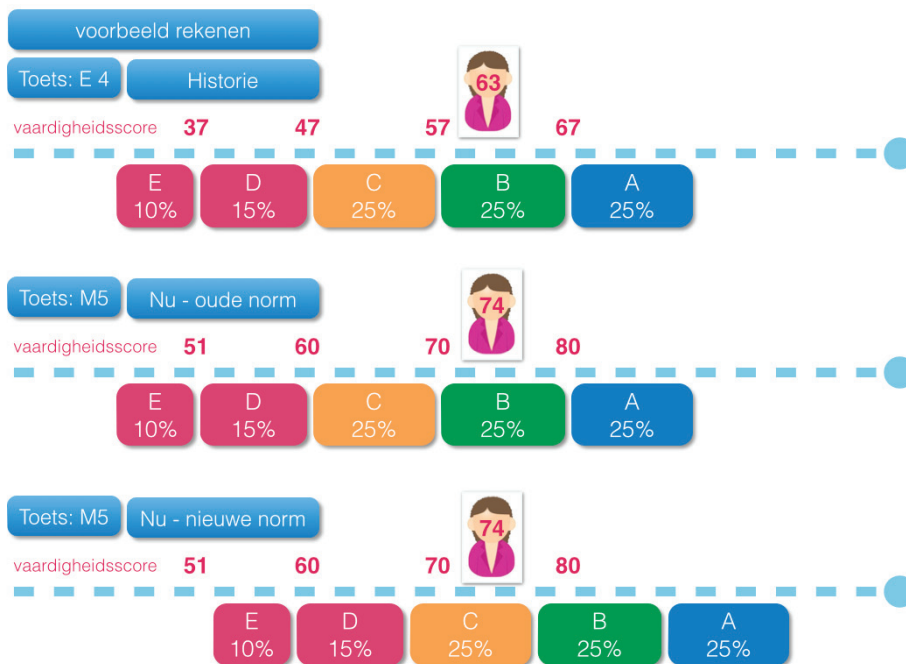 voorbeeld rekenen
Toets: E 4 Historie
63
vaardigheidsscore 37 47 57 67
E D C B A
10% 15% 25% 25% 25%
Toets: M5 Nu - oude norm
74
vaardigheidsscore 51 60 70 80
E D C B A
10% 15% 25% 25% 25%
Toets: M5 Nu - nieuwe norm
74
vaardigheidsscore 51 60 70 80
E D C B A
10% 15% 25% 25% 25%